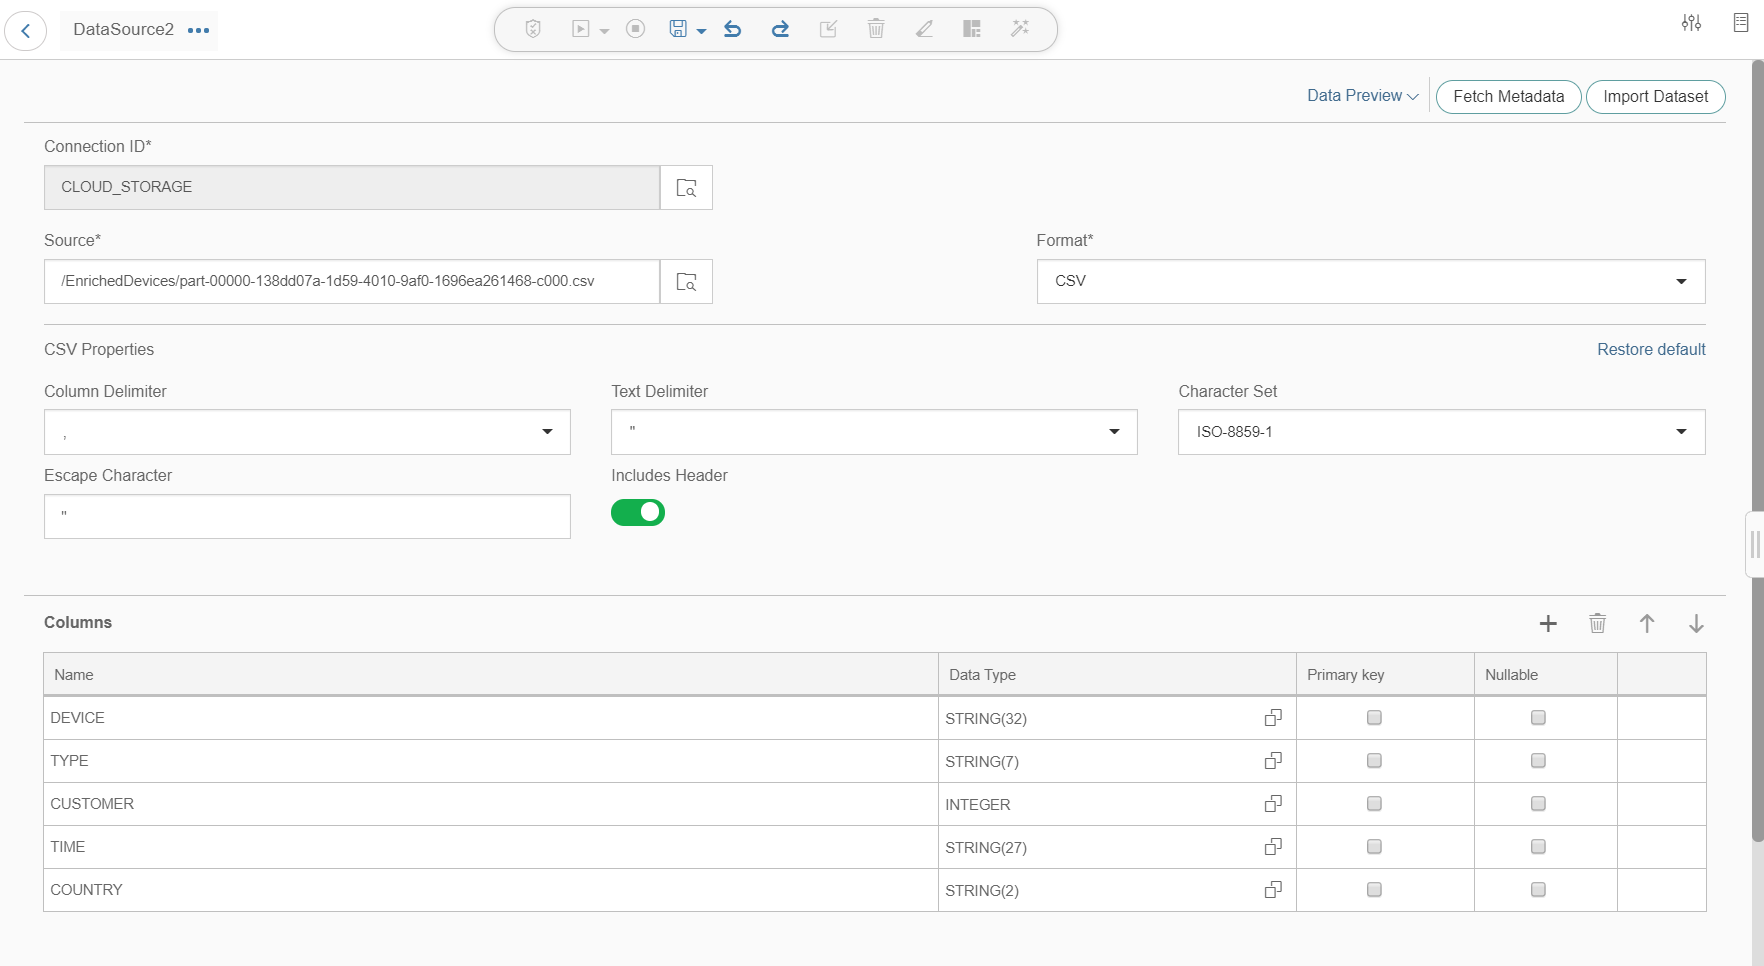 DataSource2
Data Preview Fetch Metadata Import Dataset
Connection ID*
CLOUD_STORAGE
Source* Format*
/EnrichedDevices/part-00000-138dd07a-1d59-4010-9af0-1696ea261468-c000.csv CSV
CSV Properties Restore default
Column Delimiter Text Delimiter Character Set
, " ISO-8859-1
Escape Character Includes Header
"
Columns
Name Data Type Primary key Nullable
DEVICE STRING(32)
TYPE STRING(7)
CUSTOMER INTEGER
TIME STRING(27)
COUNTRY STRING(2)